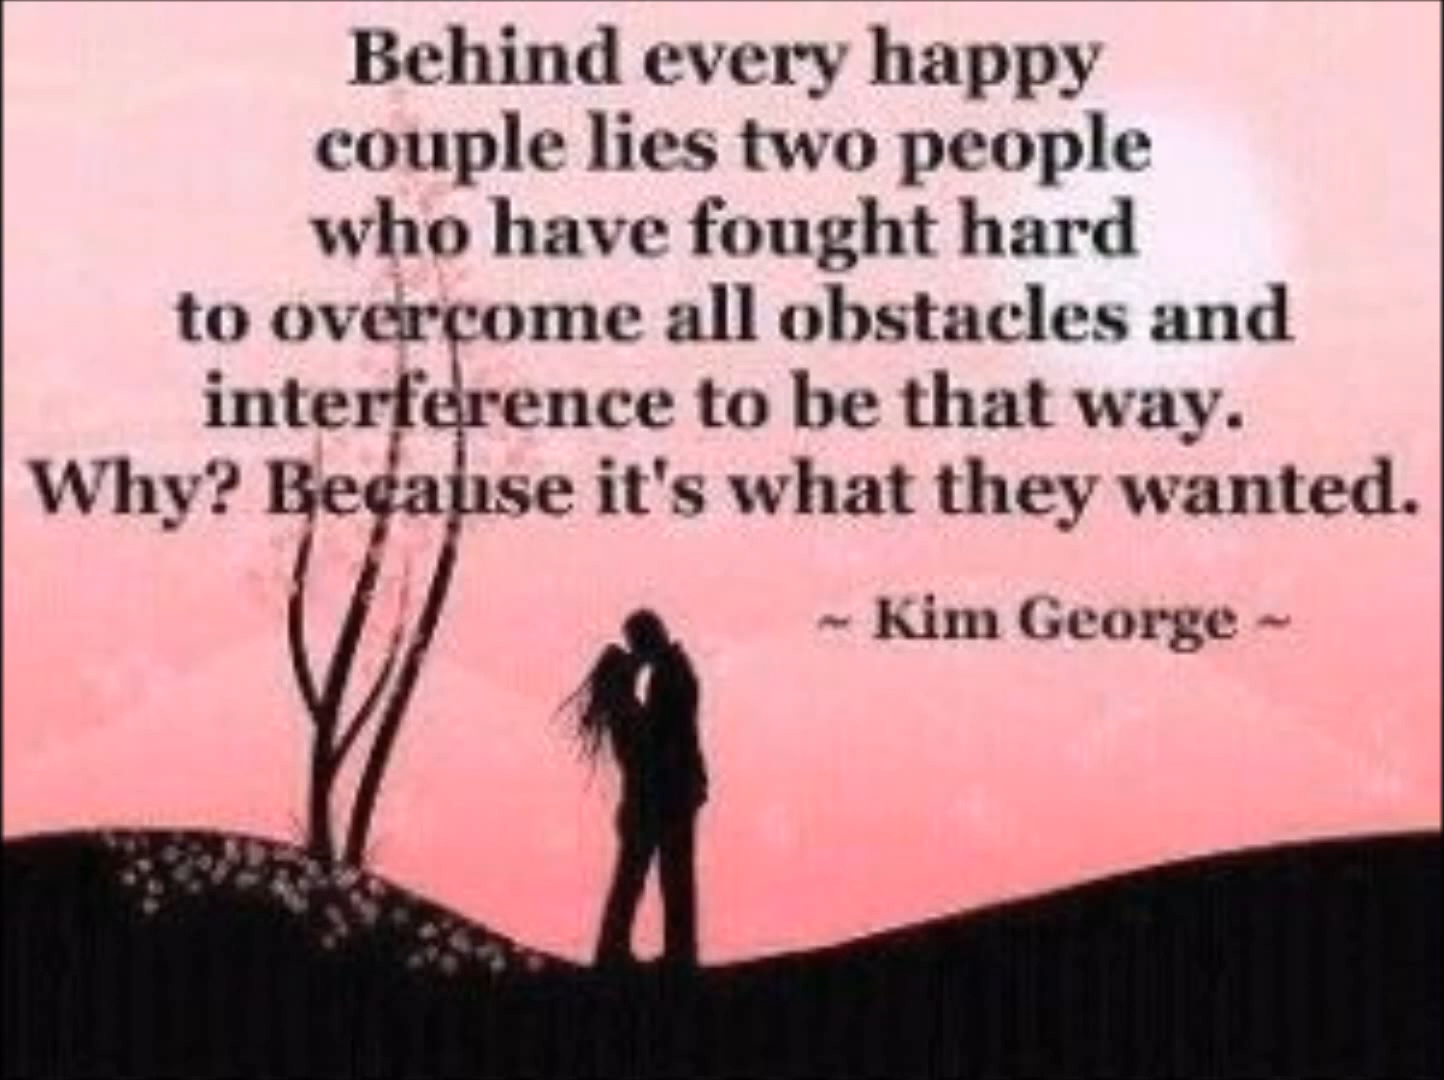 Behind every happy
couple lies two people
who have fought hard
to overcome all obstacles and
interference to be that way.
Why? Because it's what they wanted.
~ Kim George ~